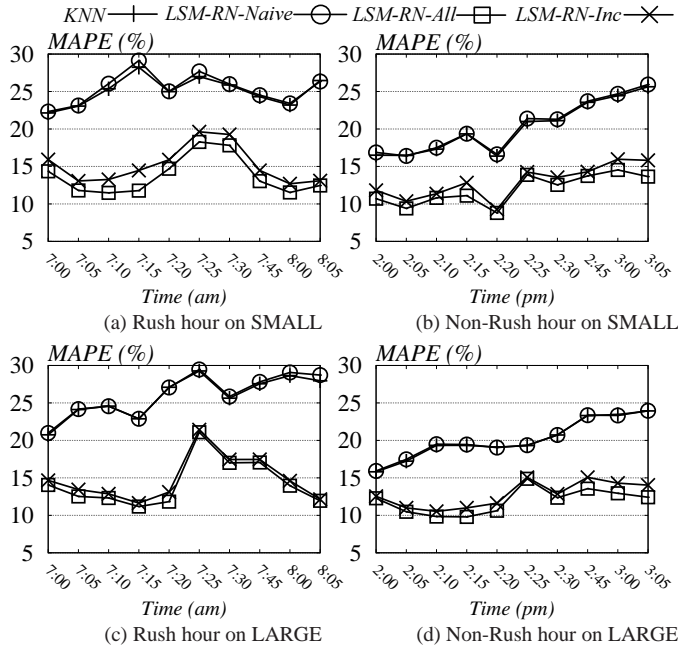 KNN LSM-RN-Naive LSM-RN-All LSM-RN-Inc
MAPE (%) MAPE (%)
30 30
25 25
20 20
15 15
10 10
5 5
7:00 7:05 7:10 7:15 7:20 7:25 7:30 7:45 8:00 8:05 2:00 2:05 2:10 2:15 2:20 2:25 2:30 2:45 3:00 3:05
Time (am) Time (pm)
(a) Rush hour on SMALL (b) Non-Rush hour on SMALL
MAPE (%) MAPE (%)
30 30
25 25
20 20
15 15
10 10
5 5
7:00 7:05 7:10 7:15 7:20 7:25 7:30 7:45 8:00 8:05 2:00 2:05 2:10 2:15 2:20 2:25 2:30 2:45 3:00 3:05
Time (am) Time (pm)
(c) Rush hour on LARGE (d) Non-Rush hour on LARGE